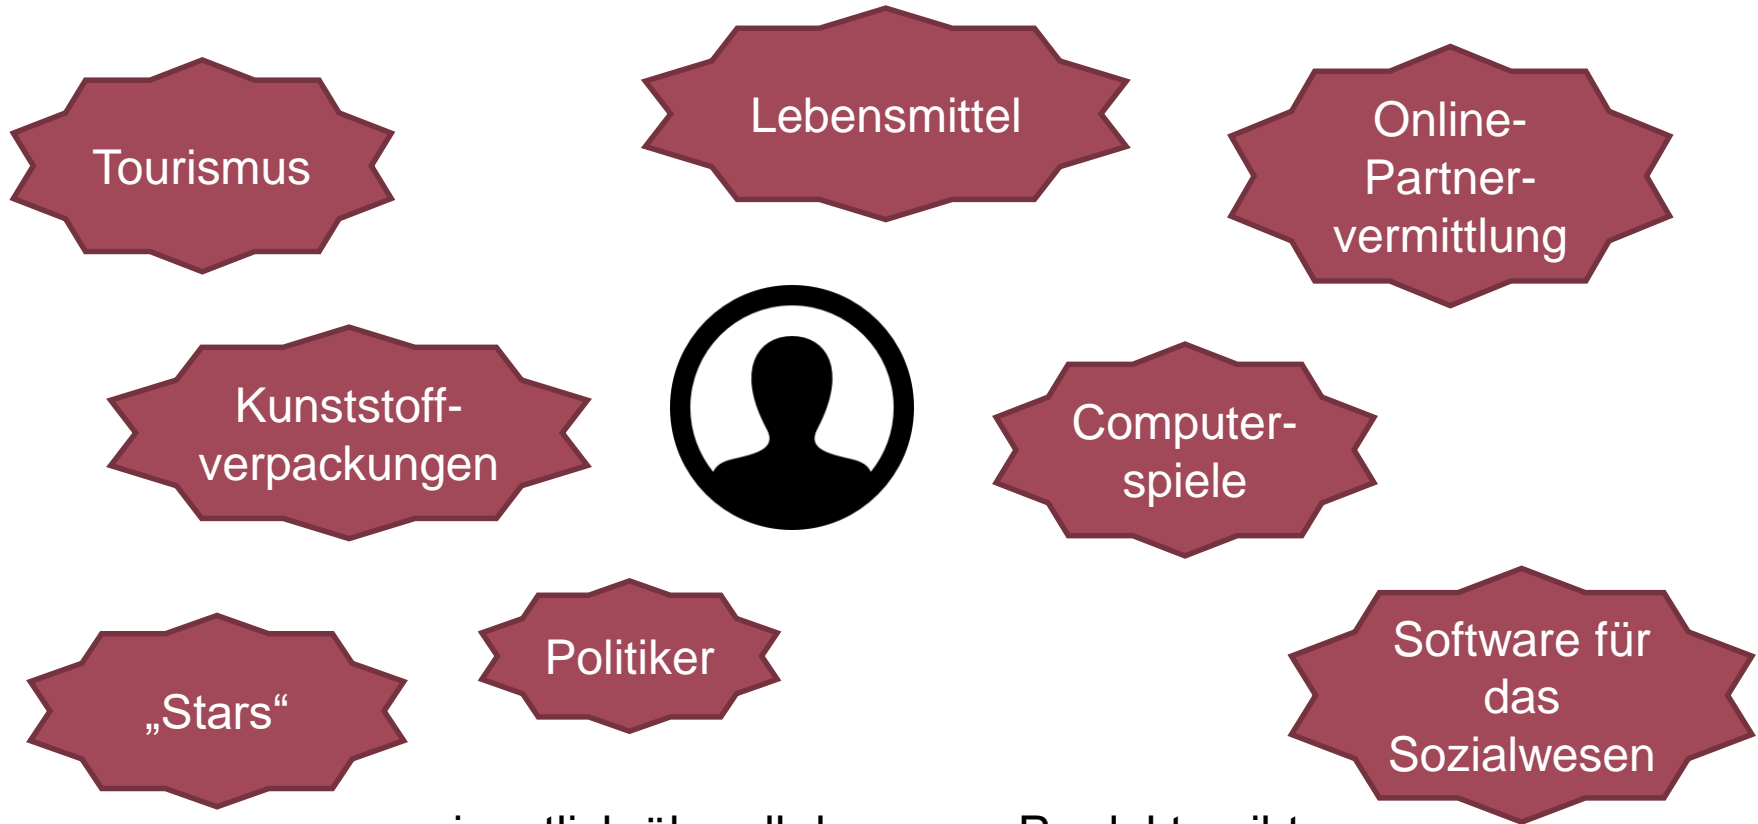 Tourismus
Lebensmittel
Online-
Partner-
vermittlung
Kunststoff-
verpackungen
Computer-
spiele
„Stars“
Politiker
Software für
das
Sozialwesen